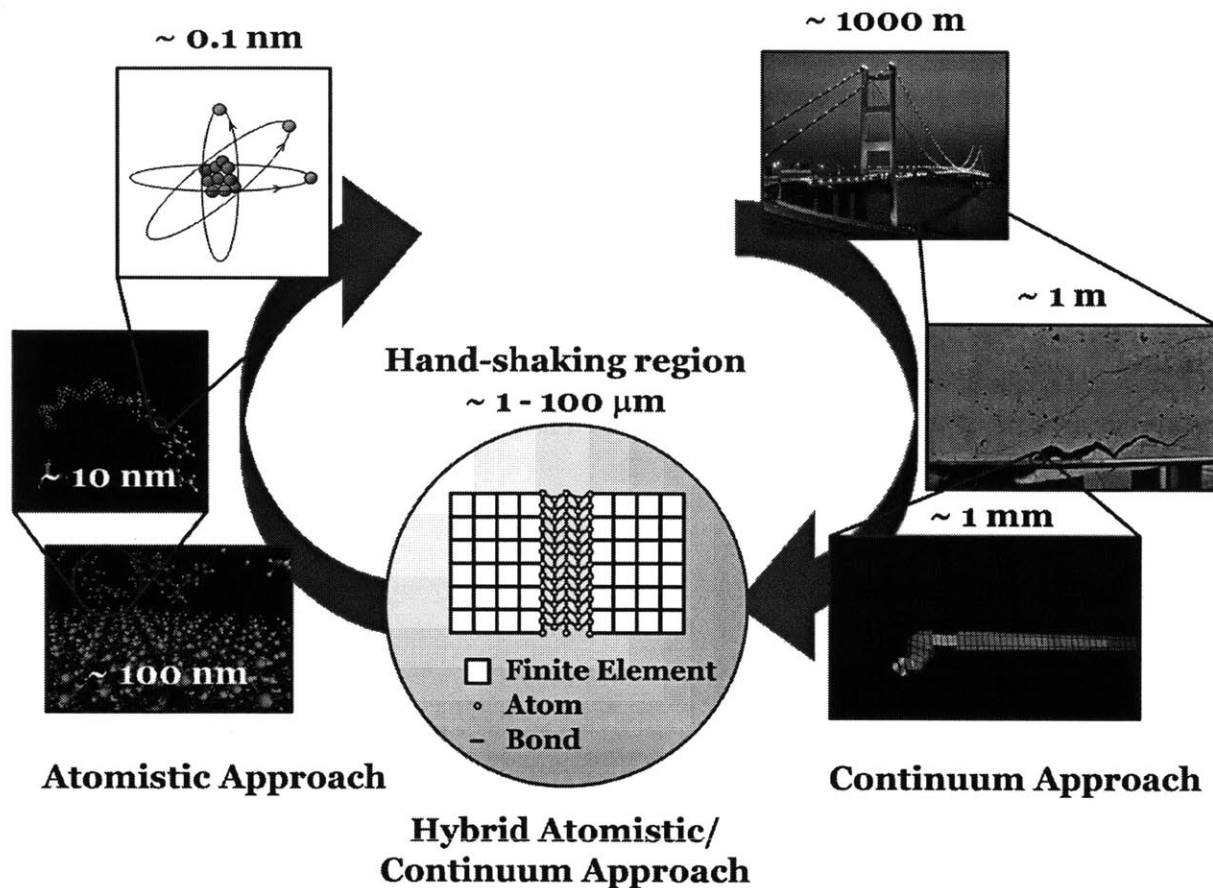 ~ 0.1 nm
~ 1000 m
~ 1 m
Hand-shaking region
~ 1 - 100 μm
~ 10 nm
~ 1 mm
~ 100 nm
Finite Element
Atom
Bond
Atomistic Approach
Continuum Approach
Hybrid Atomistic/
Continuum Approach